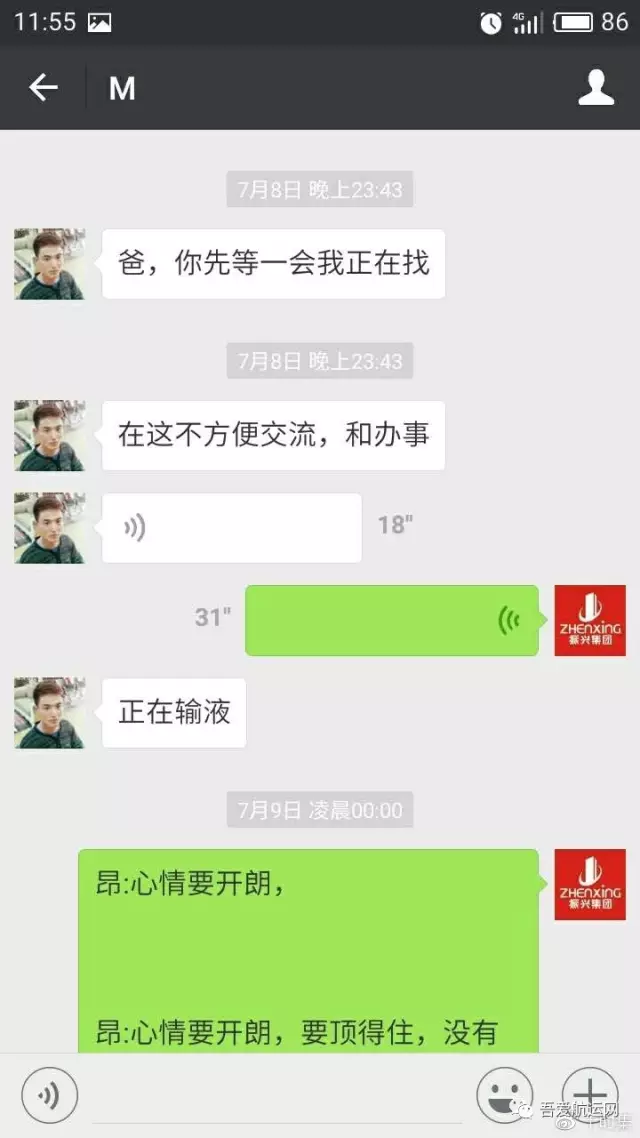 11:55
4G
86
M
7月8日 晚上23:43
爸，你先等一会我正在找
7月8日 晚上23:43
在这不方便交流，和办事
18"
31"
ZHENXING
振兴集团
正在输液
7月9日 凌晨00:00
昂:心情要开朗，
ZHENXING
振兴集团
昂:心情要开朗，要顶得住，没有
吾爱航运网